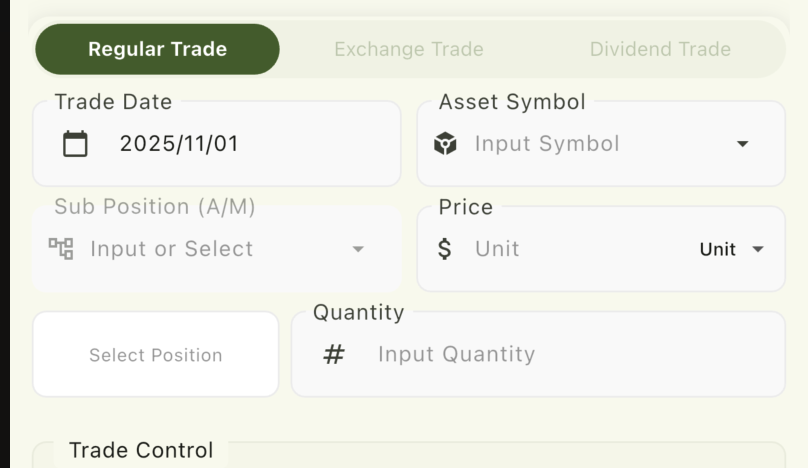 Regular Trade Exchange Trade Dividend Trade
Trade Date
2025/11/01
Asset Symbol
Input Symbol
Sub Position (A/M)
Input or Select
Price
$ Unit Unit
Select Position
Quantity
# Input Quantity
Trade Control